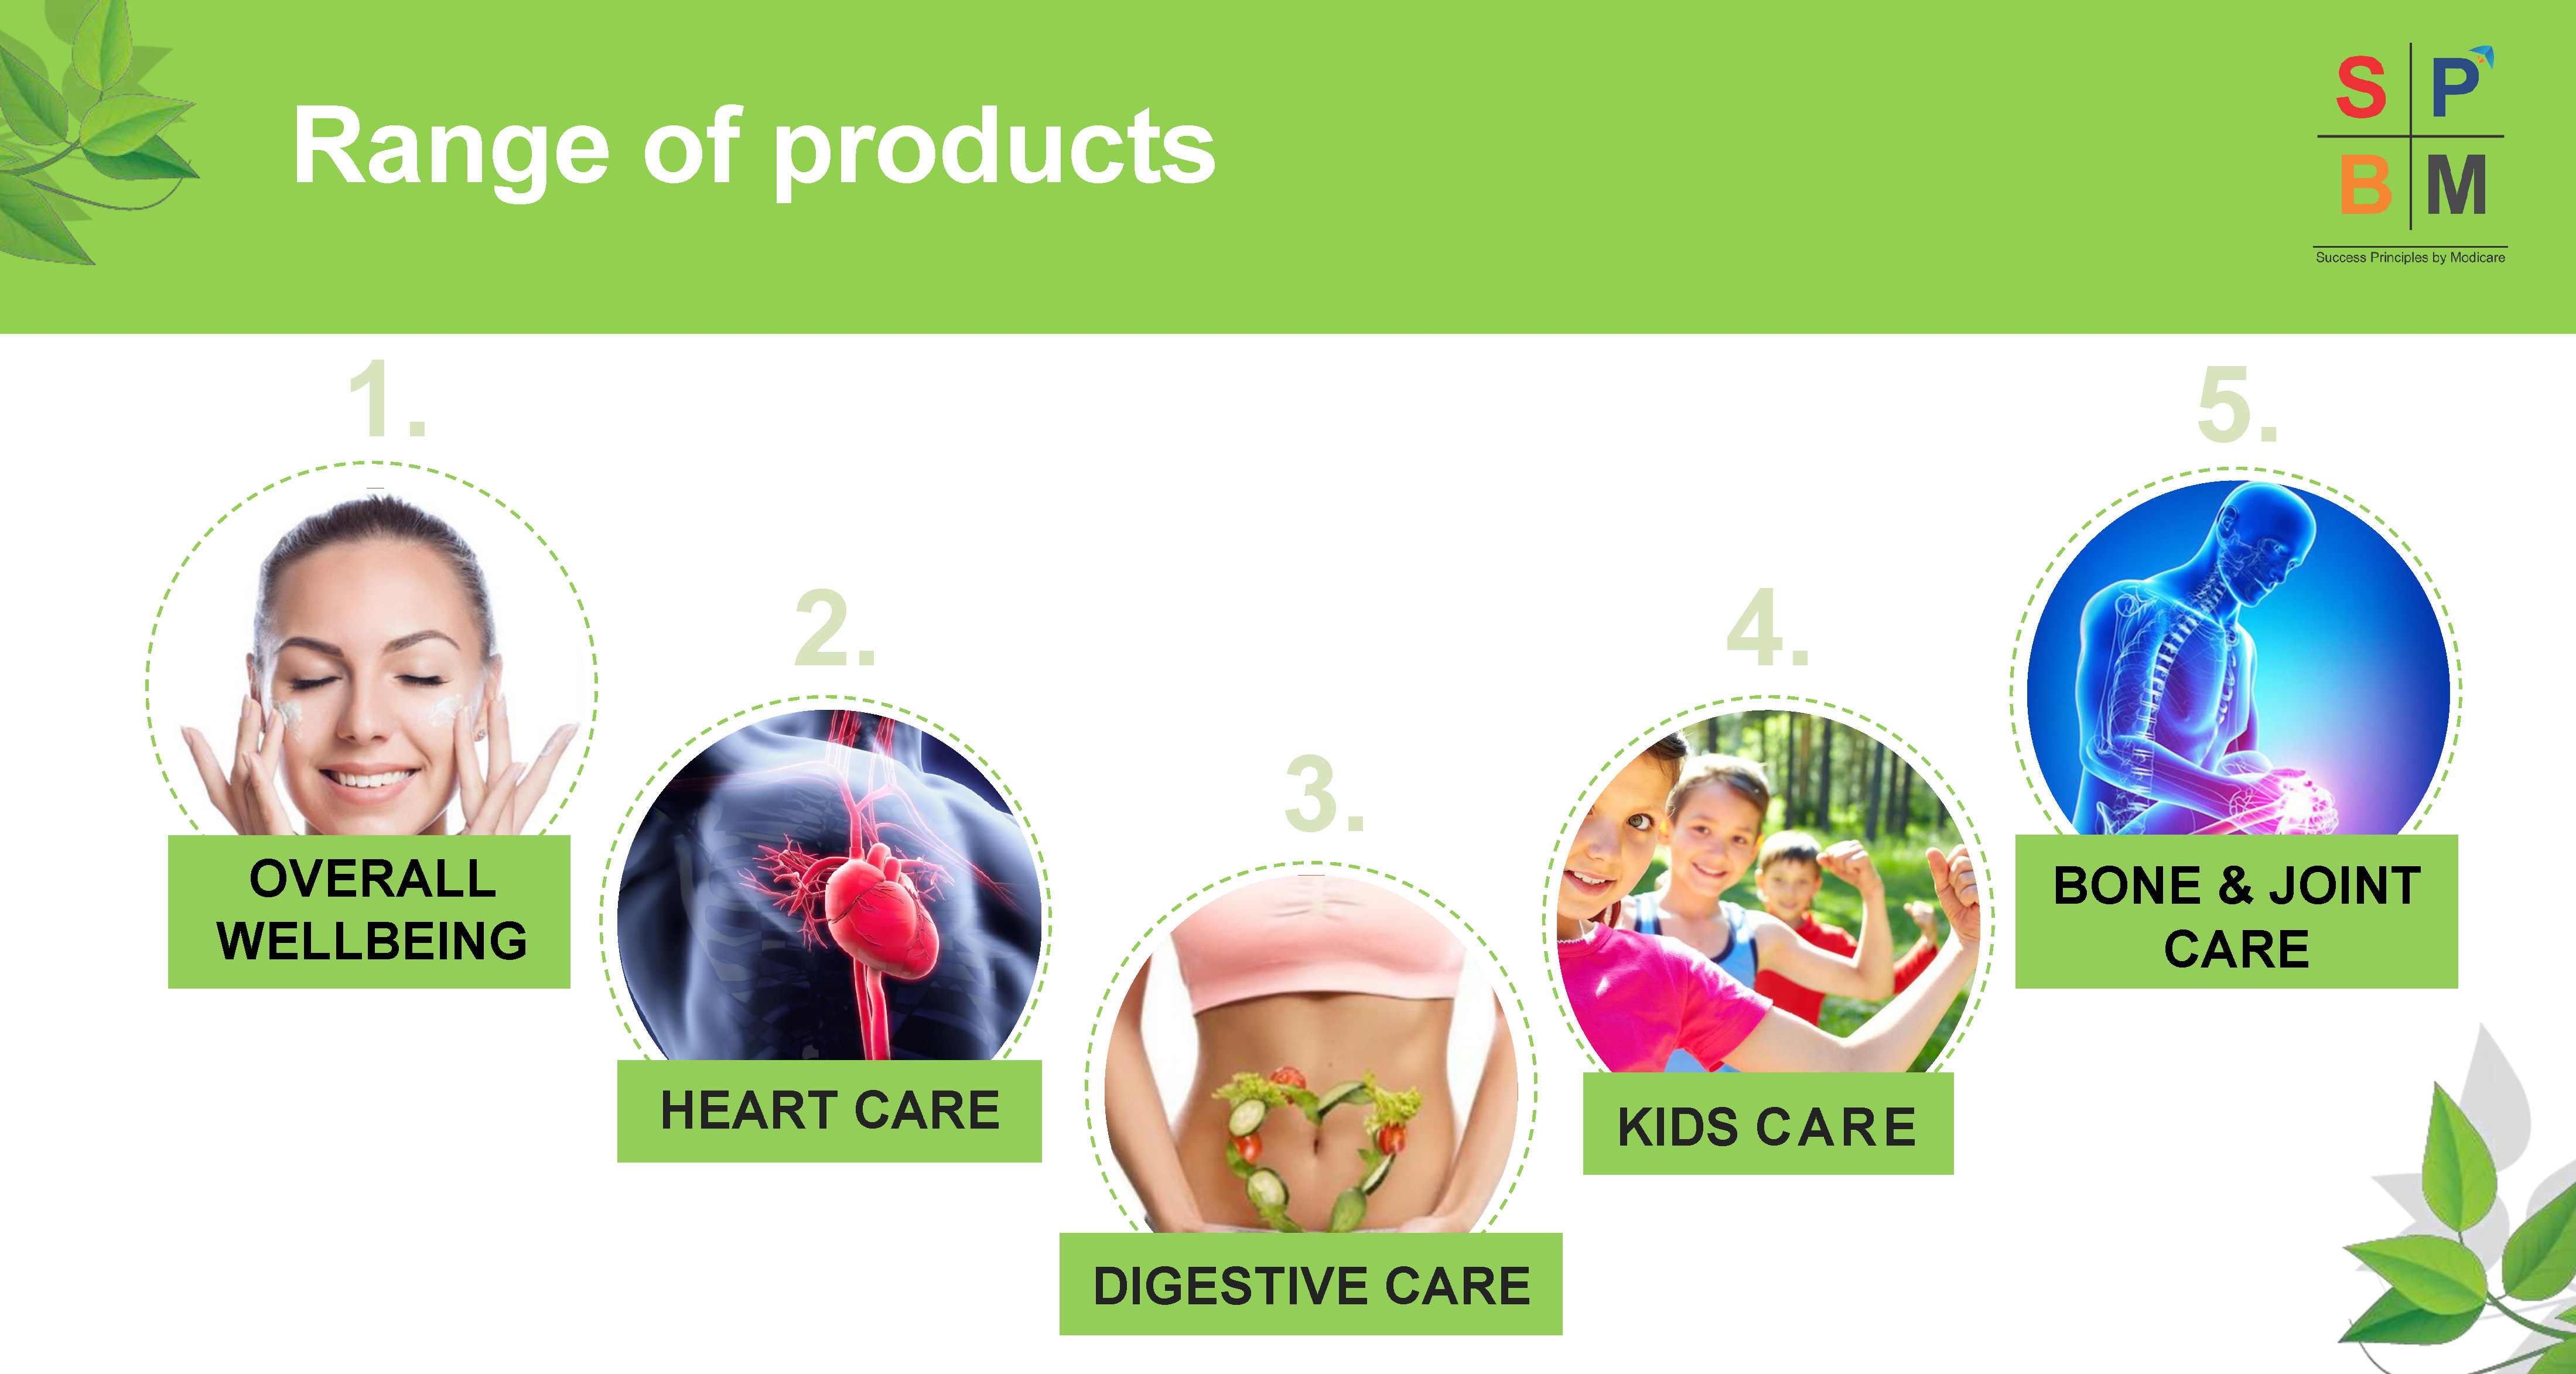 Range of products
S P
B M
Success Principles by Modicare
1.
OVERALL
WELLBEING
2.
HEART CARE
3.
DIGESTIVE CARE
4.
KIDS CARE
5.
BONE & JOINT
CARE